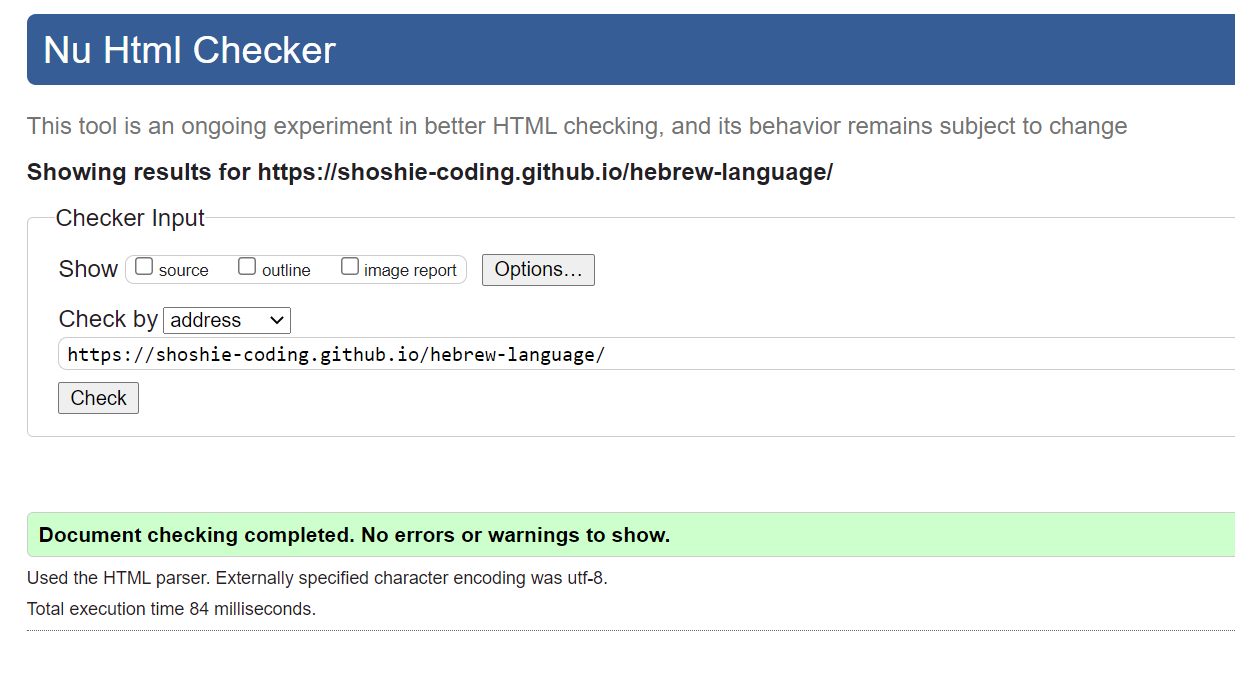 Nu Html Checker
This tool is an ongoing experiment in better HTML checking, and its behavior remains subject to change
Showing results for https://shoshie-coding.github.io/hebrew-language/
Checker Input
Show source outline image report Options...
Check by address
https://shoshie-coding.github.io/hebrew-language/
Check
Document checking completed. No errors or warnings to show.
Used the HTML parser. Externally specified character encoding was utf-8.
Total execution time 84 milliseconds.